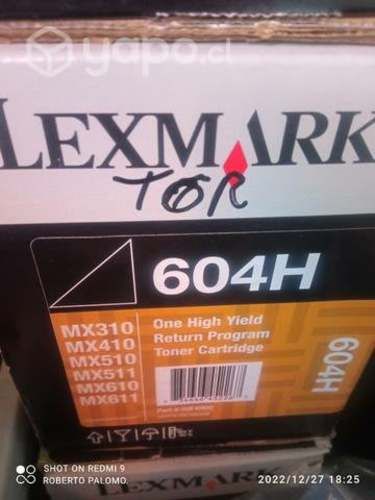 yapo.cl
LEXMARK
TOR
604H
MX310
MX410
MX510
MX511
MX610
MX611
One High Yield
Return Program
Toner Cartridge
604H
SHOT ON REDMI 9
ROBERTO PALOMO.
2022/12/27 18:25